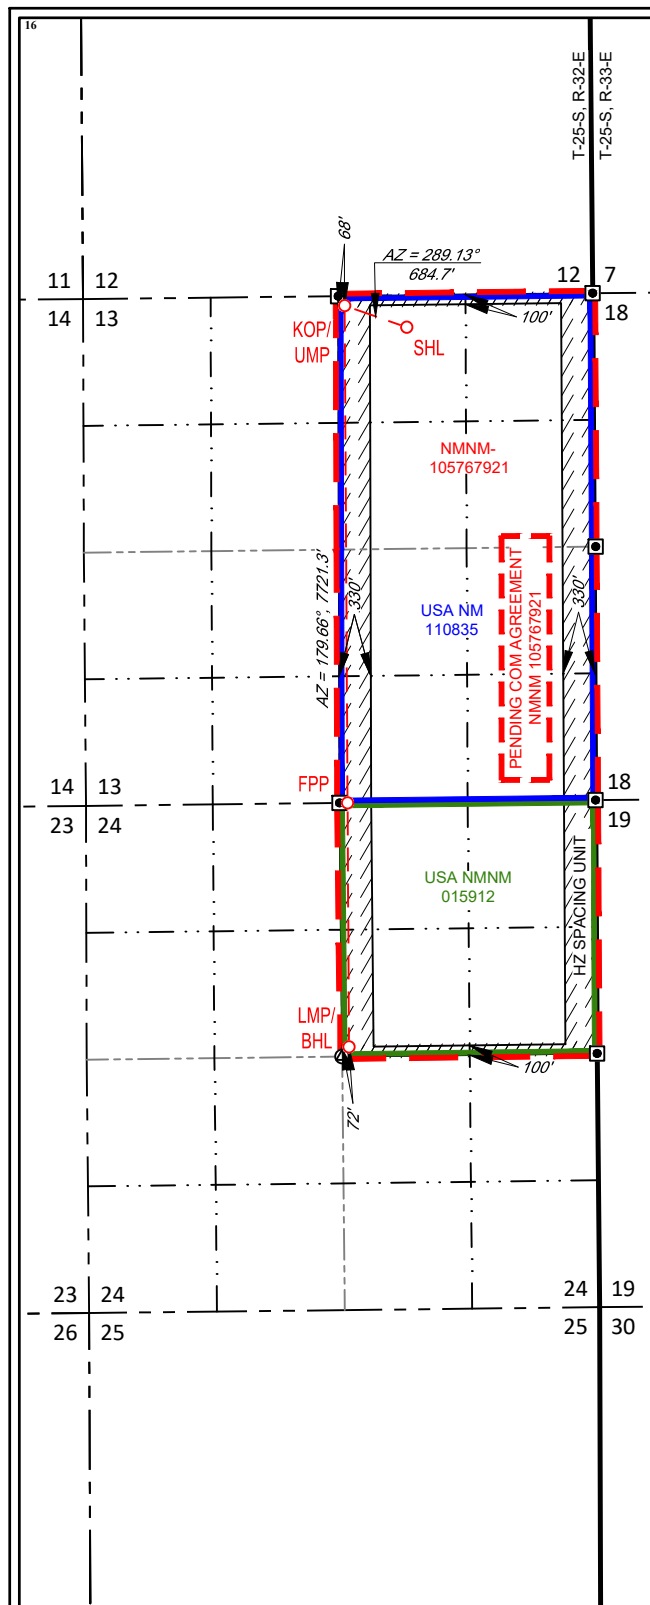 16
T-25-S, R-32-E
T-25-S, R-33-E
68'
AZ = 289.13°
684.7'
11
12
12
7
14
13
18
100'
KOP/
UMP
SHL
NMNM-
105767921
AZ = 179.66°, 7721.3'
330'
USA NM
110835
PENDING COM AGREEMENT
NMNM 105767921
330'
FPP
14
13
18
23
24
19
USA NMNM
015912
HZ SPACING UNIT
LMP/
BHL
100'
72'
23
24
24
19
26
25
25
30